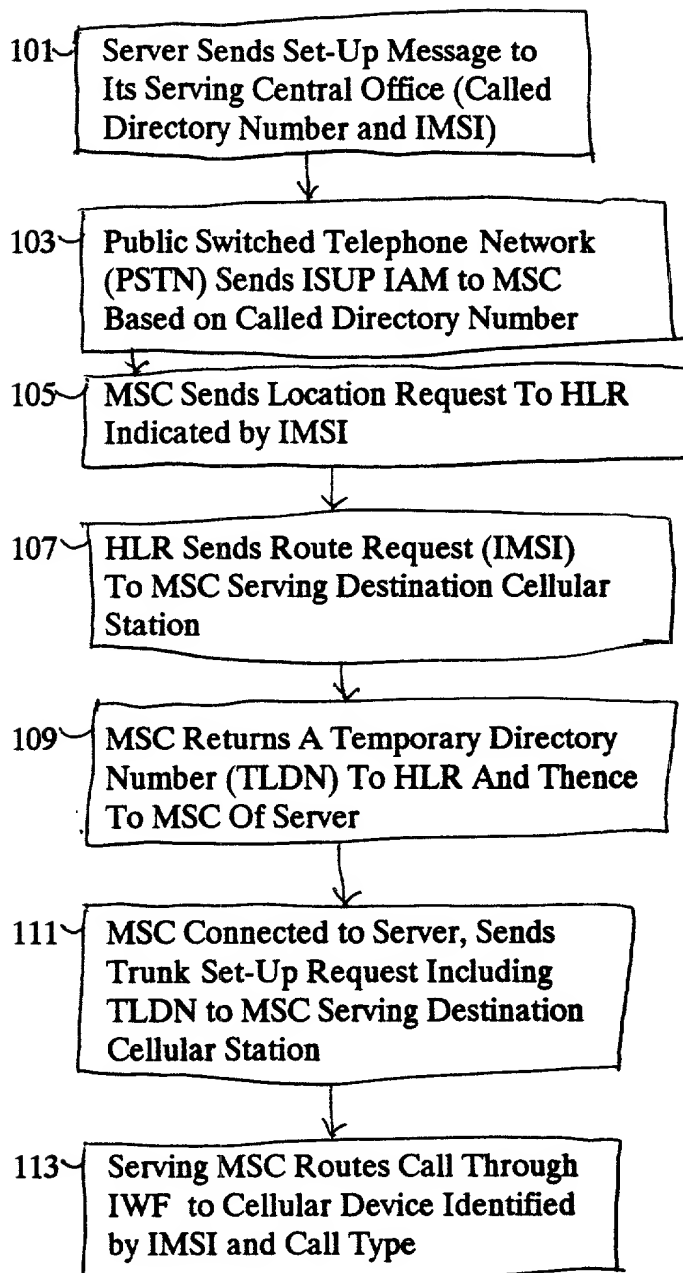 101 Server Sends Set-Up Message to
Its Serving Central Office (Called
Directory Number and IMSI)
103 Public Switched Telephone Network
(PSTN) Sends ISUP IAM to MSC
Based on Called Directory Number
105 MSC Sends Location Request To HLR
Indicated by IMSI
107 HLR Sends Route Request (IMSI)
To MSC Serving Destination Cellular
Station
109 MSC Returns A Temporary Directory
Number (TLDN) To HLR And Thence
To MSC Of Server
111 MSC Connected to Server, Sends
Trunk Set-Up Request Including
TLDN to MSC Serving Destination
Cellular Station
113 Serving MSC Routes Call Through
IWF to Cellular Device Identified
by IMSI and Call Type